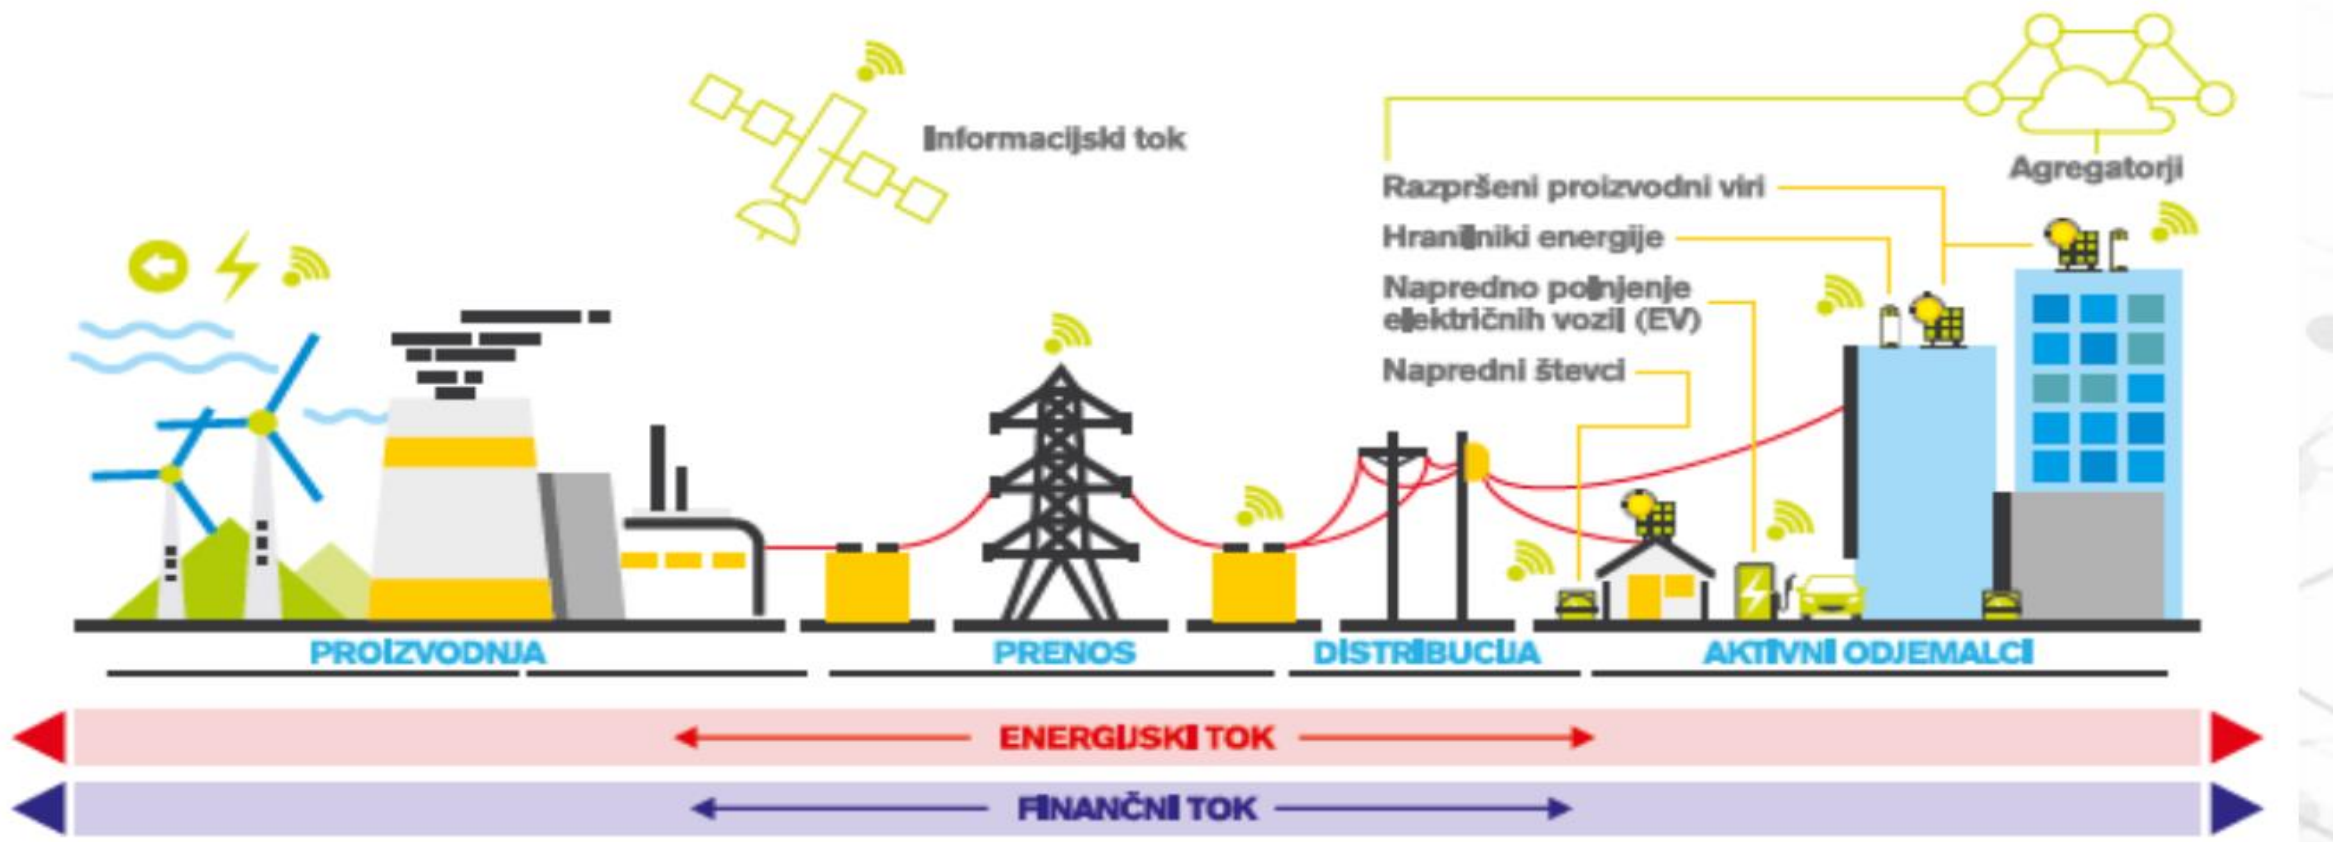 Informacijski tok
Agregatorji
Razpršeni proizvodni viri
Hranilniki energije
Napredno polnjenje
električnih vozil (EV)
Napredni števci
PROIZVODNJA
PRENOS
DISTRIBUCIJA
AKTIVNI ODJEMALCI
ENERGIJSKI TOK
FINANČNI TOK